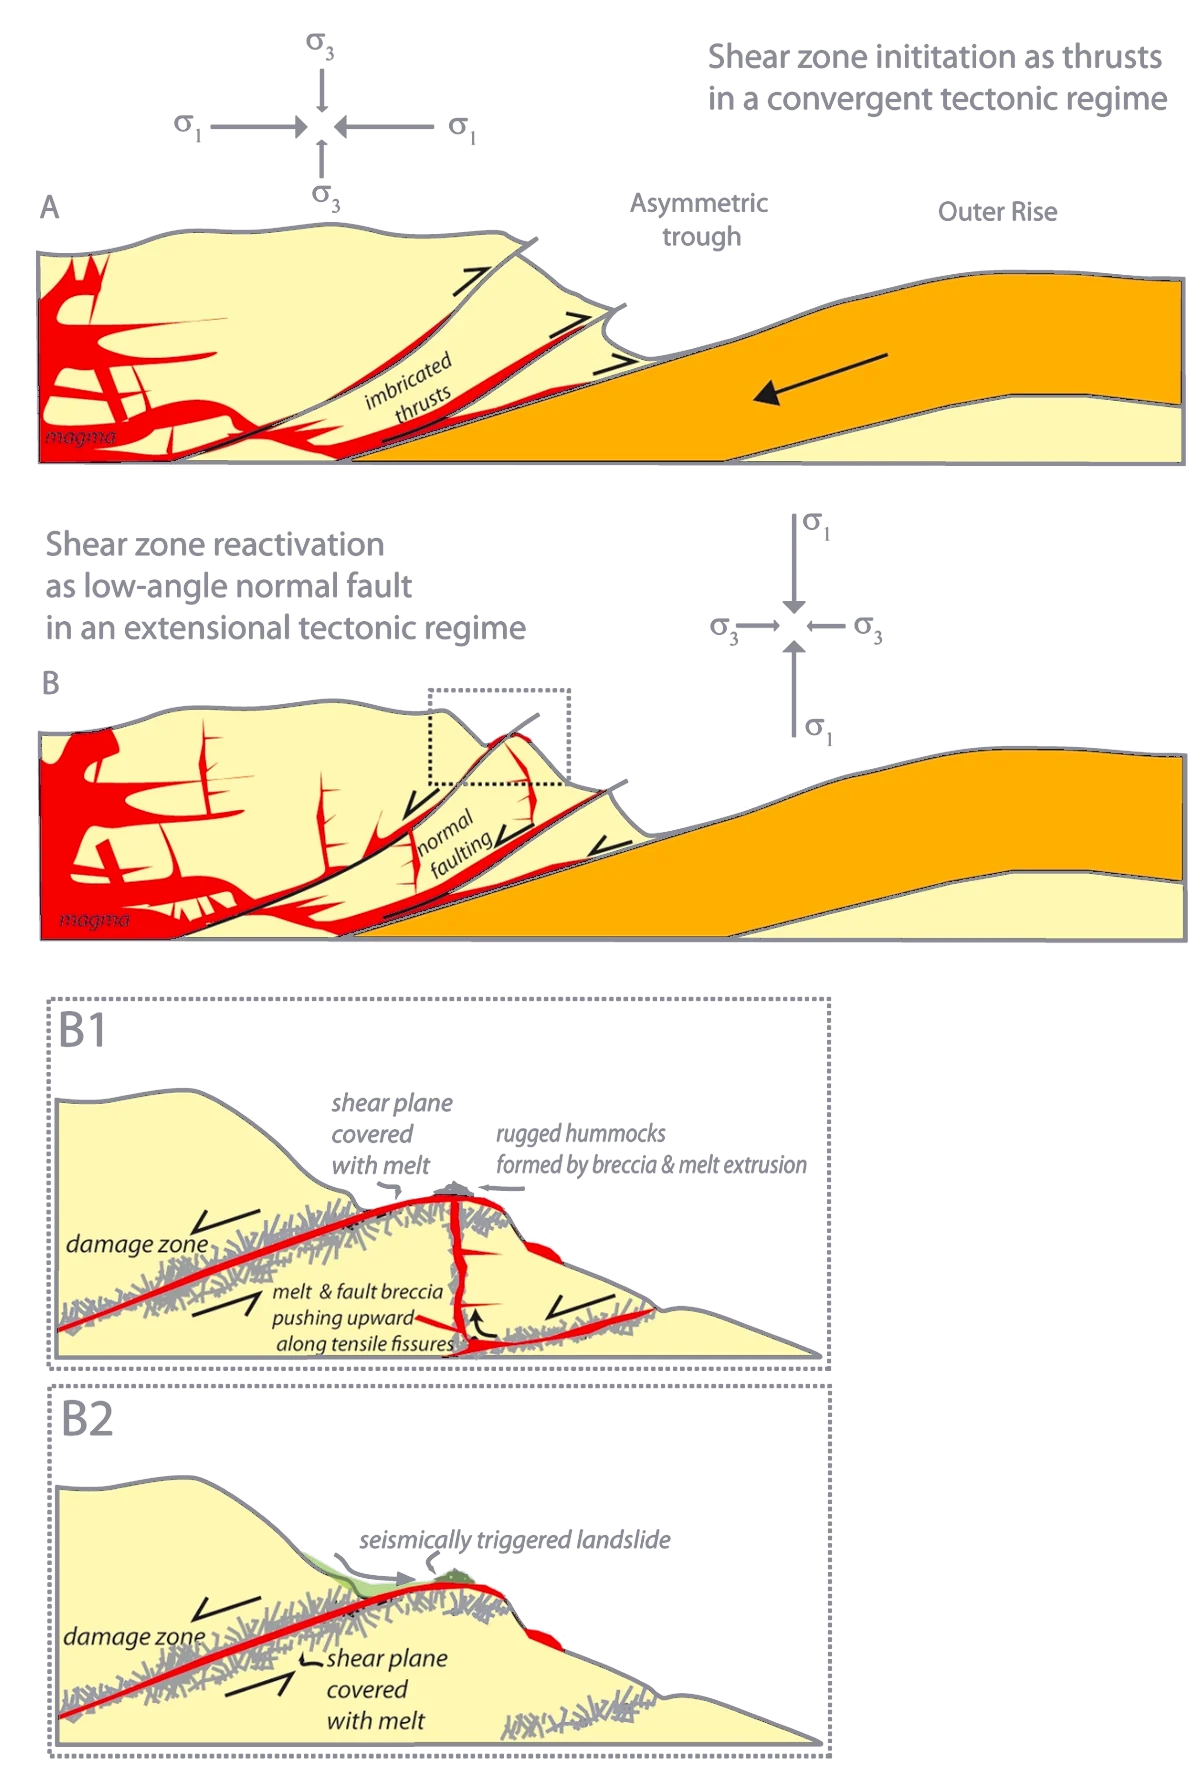 σ3
Shear zone inititation as thrusts
in a convergent tectonic regime
σ1
σ1
σ3
A
Asymmetric
trough
Outer Rise
imbricated
thrusts
magma
Shear zone reactivation
as low-angle normal fault
in an extensional tectonic regime
σ1
σ3
σ3
σ1
B
normal
faulting
magma
B1
shear plane
covered
with melt
rugged hummocks
formed by breccia & melt extrusion
damage zone
melt & fault breccia
pushing upward
along tensile fissures
B2
seismically triggered landslide
damage zone
shear plane
covered
with melt